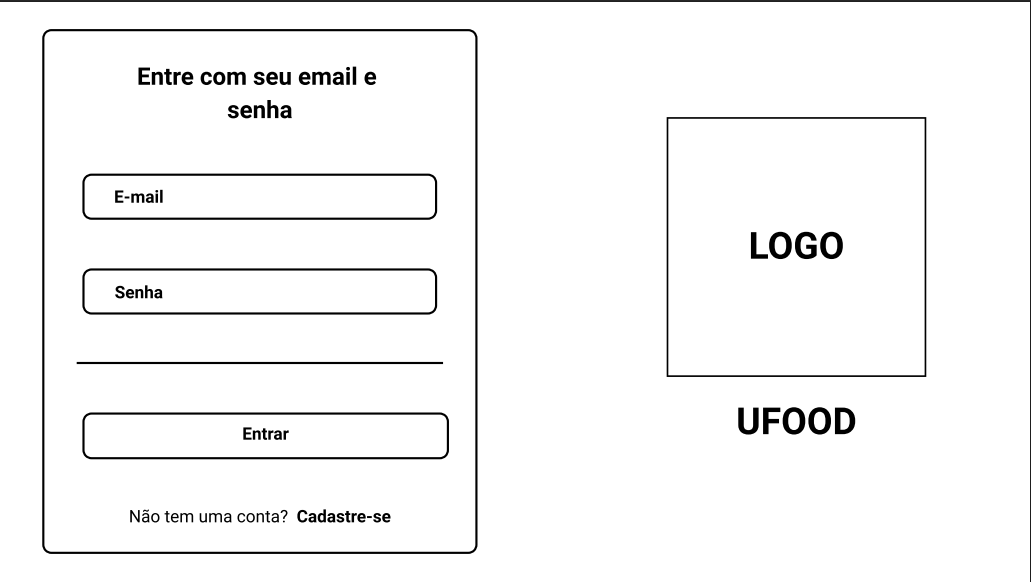 Entre com seu email e
senha
E-mail
Senha
Entrar
Não tem uma conta? Cadastre-se
LOGO
UFOOD